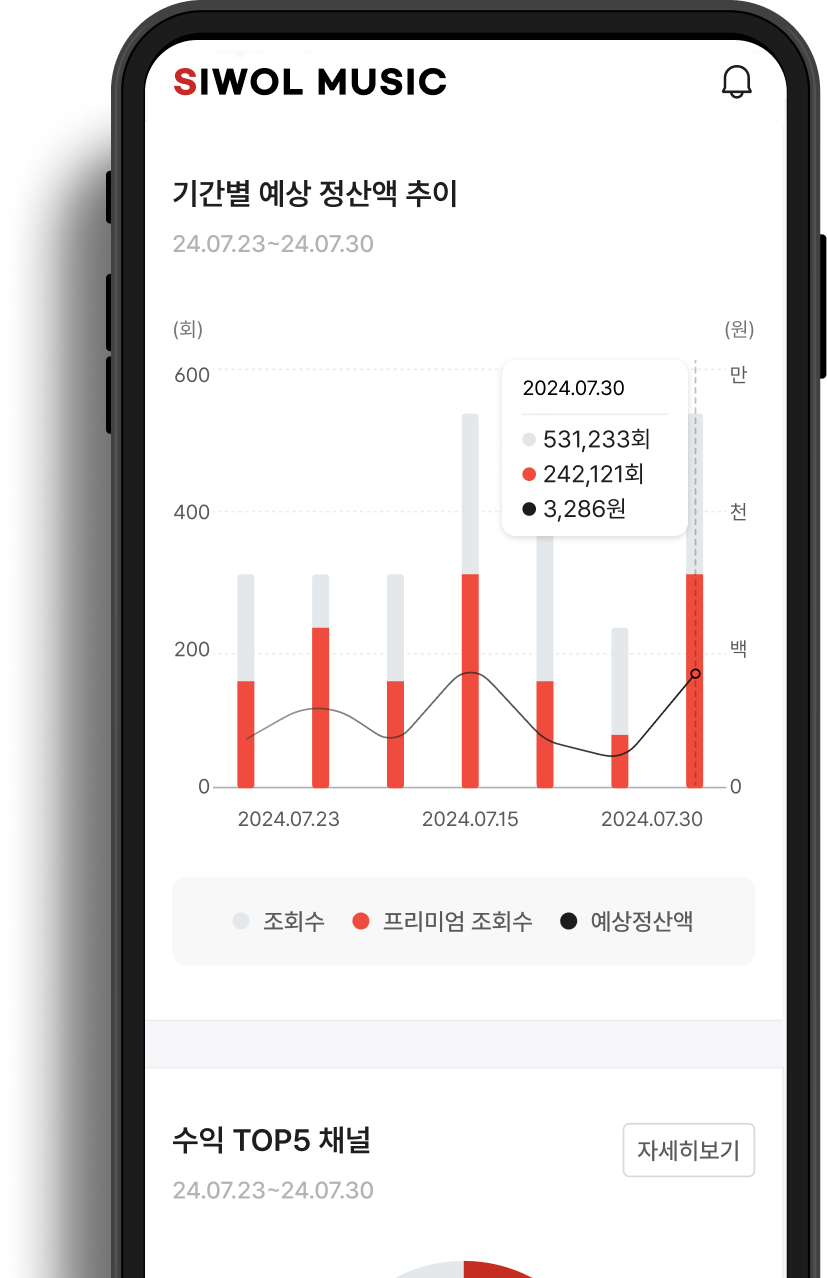 SIWOL MUSIC
기간별 예상 정산액 추이
24.07.23~24.07.30
(회) (원)
600 만
2024.07.30
531,233회
242,121회
3,286원
400 천
200 백
0 0
2024.07.23 2024.07.15 2024.07.30
조회수 프리미엄 조회수 예상정산액
수익 TOP5 채널
자세히보기
24.07.23~24.07.30